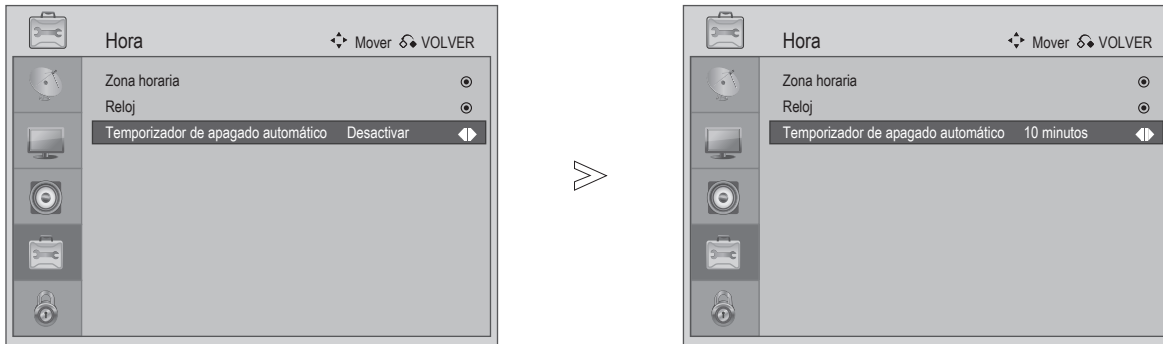 Hora Mover VOLVER
Zona horaria
Reloj
Temporizador de apagado automático Desactivar
Hora Mover VOLVER
Zona horaria
Reloj
Temporizador de apagado automático 10 minutos